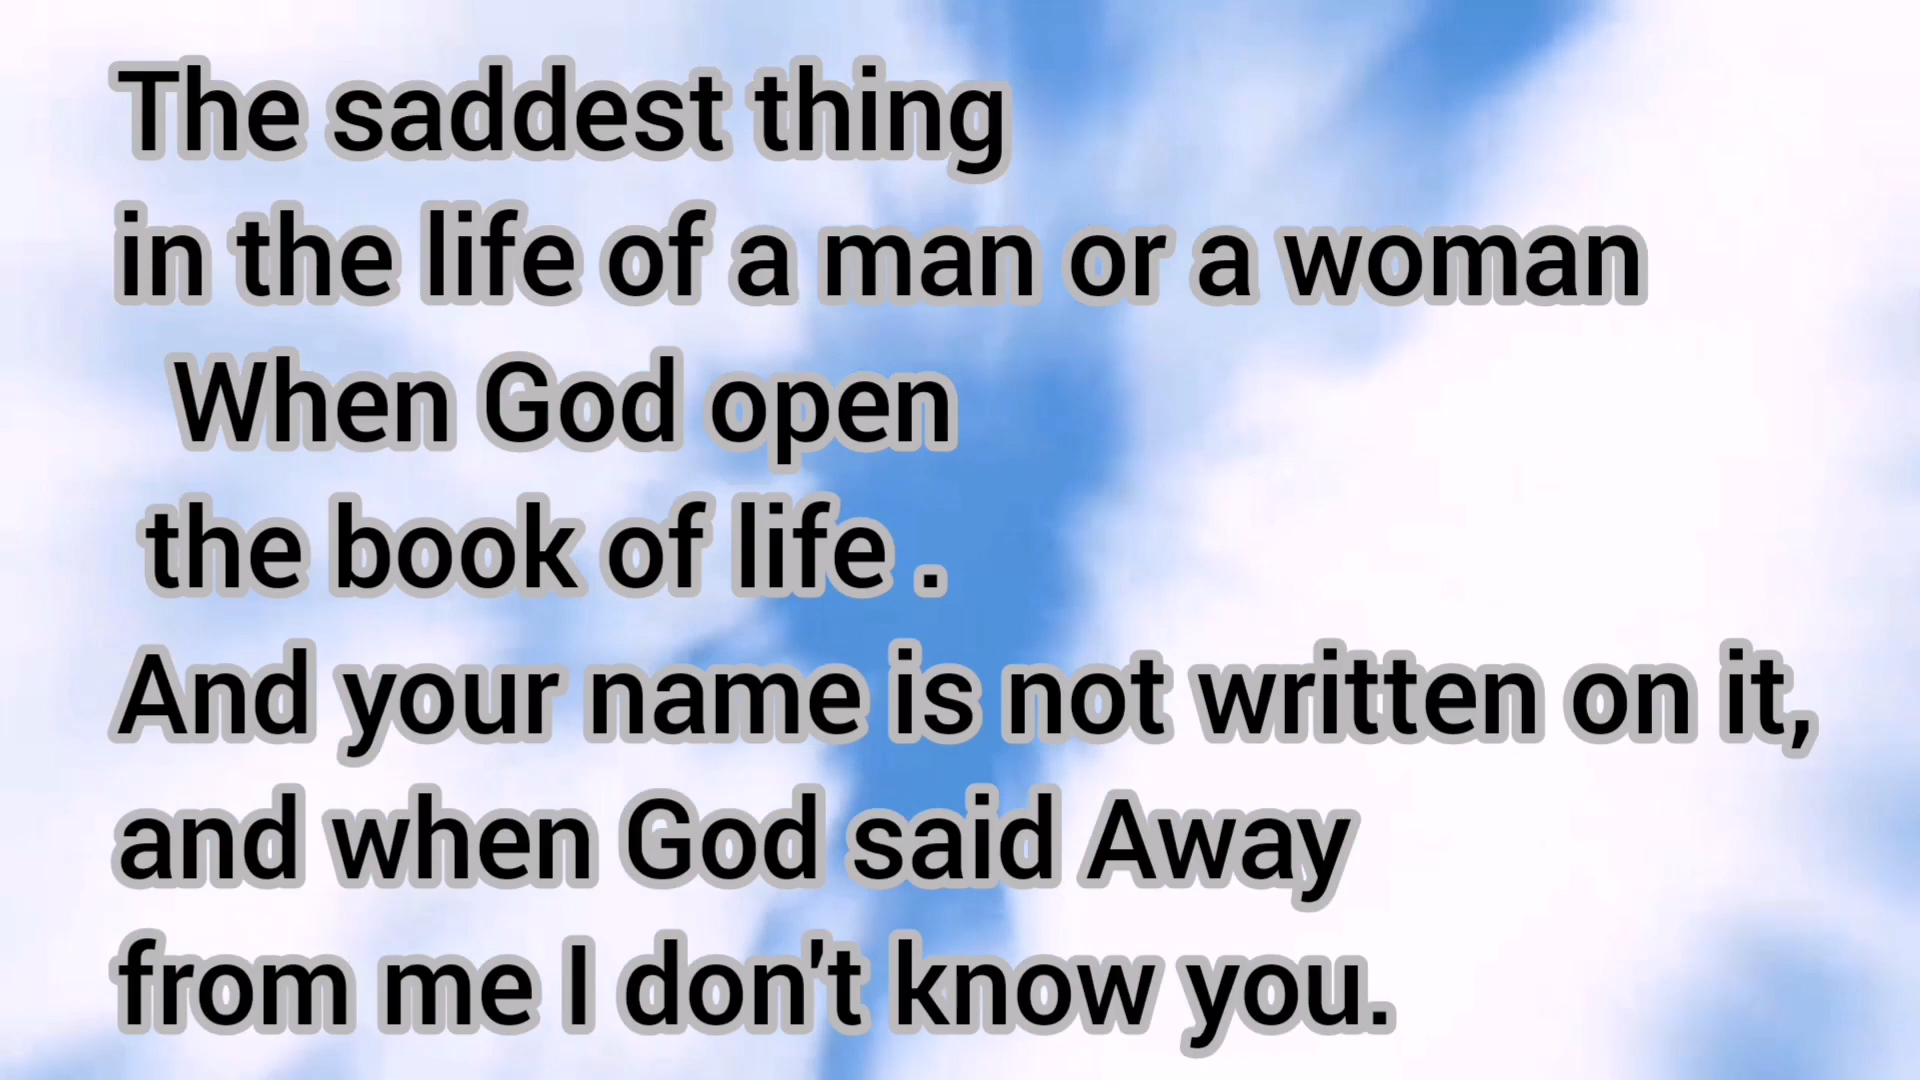 The saddest thing
in the life of a man or a woman
When God open
the book of life .
And your name is not written on it,
and when God said Away
from me I don't know you.